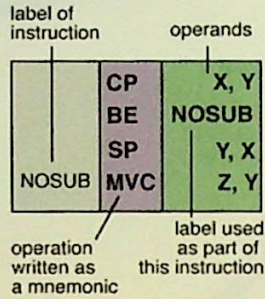 label of
instruction
operands
CP X, Y
BE NOSUB
SP Y, X
NOSUB MVC Z, Y
operation
written as
a mnemonic
label used
as part of
this instruction